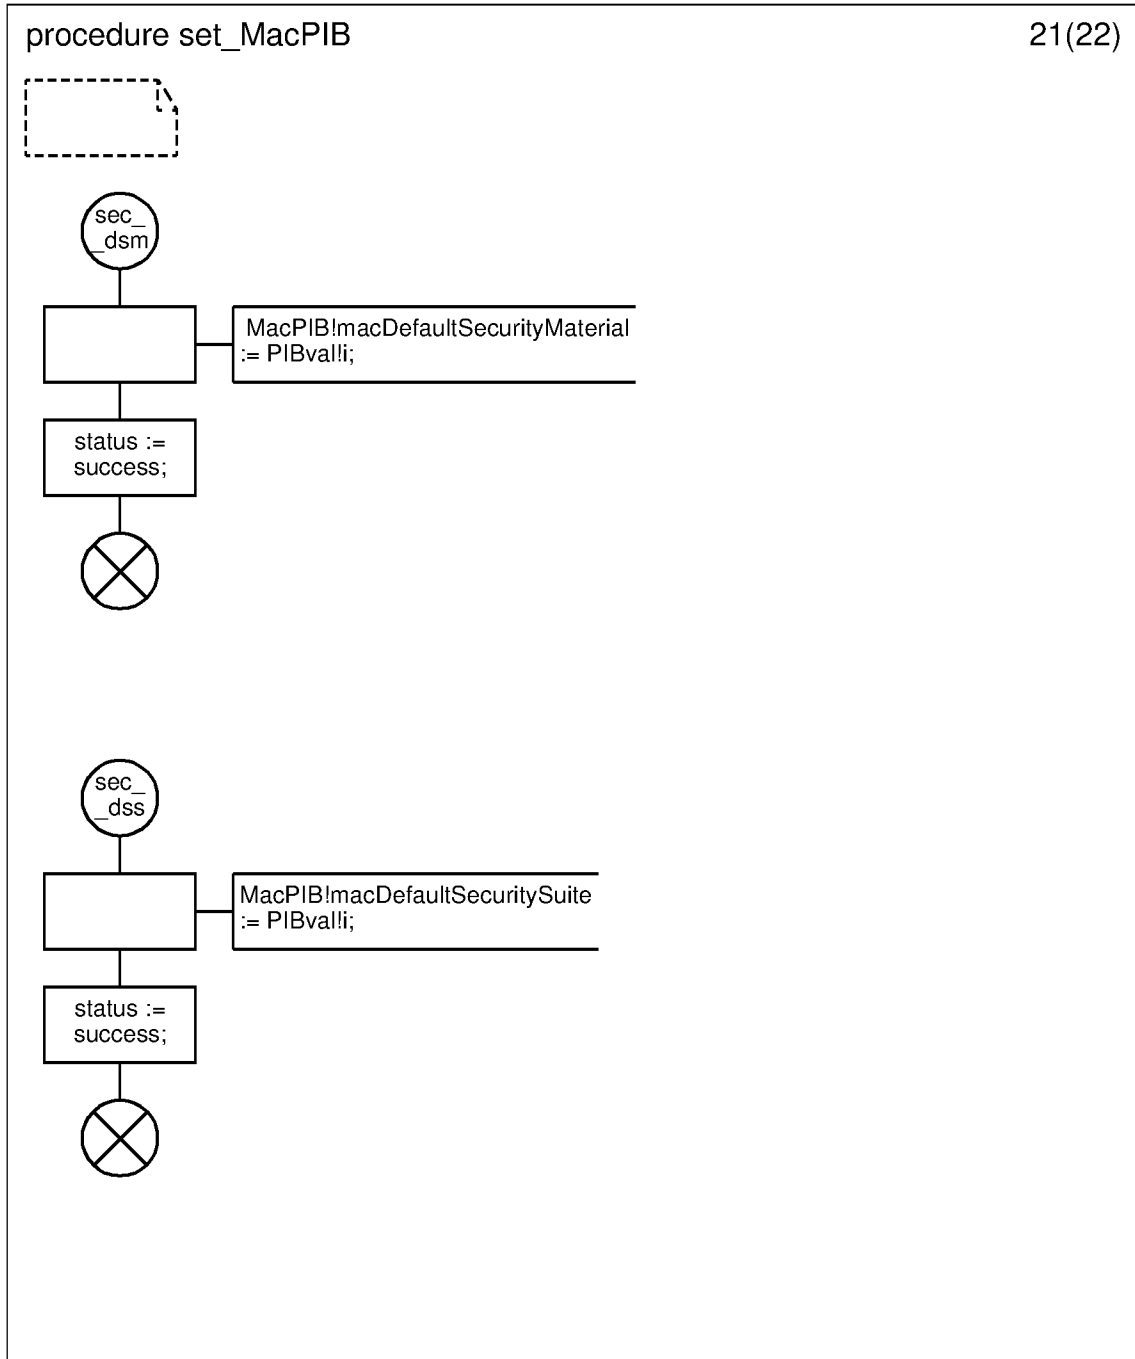 procedure set_MacPIB
21(22)
sec_
_dsm
MacPIB!macDefaultSecurityMaterial
:= PIBval!i;
status :=
success;
sec_
_dss
MacPIB!macDefaultSecuritySuite
:= PIBval!i;
status :=
success;